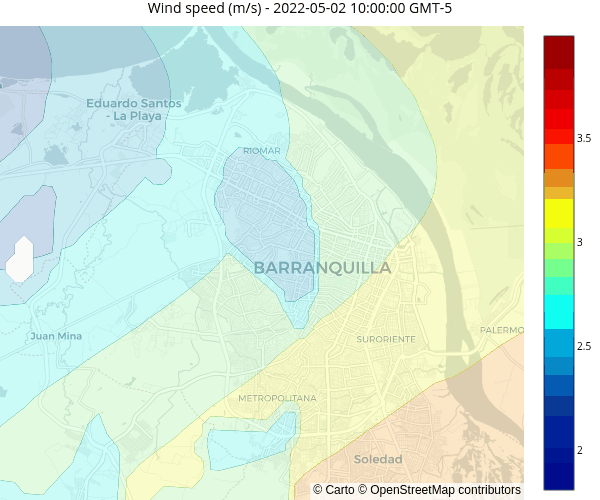 Wind speed (m/s) - 2022-05-02 10:00:00 GMT-5
Eduardo Santos
- La Playa
RIOMAR
BARRANQUILLA
Juan Mina
SURORIENTE
PALERMO
METROPOLITANA
Soledad
© Carto © OpenStreetMap contributors
3.5
3
2.5
2